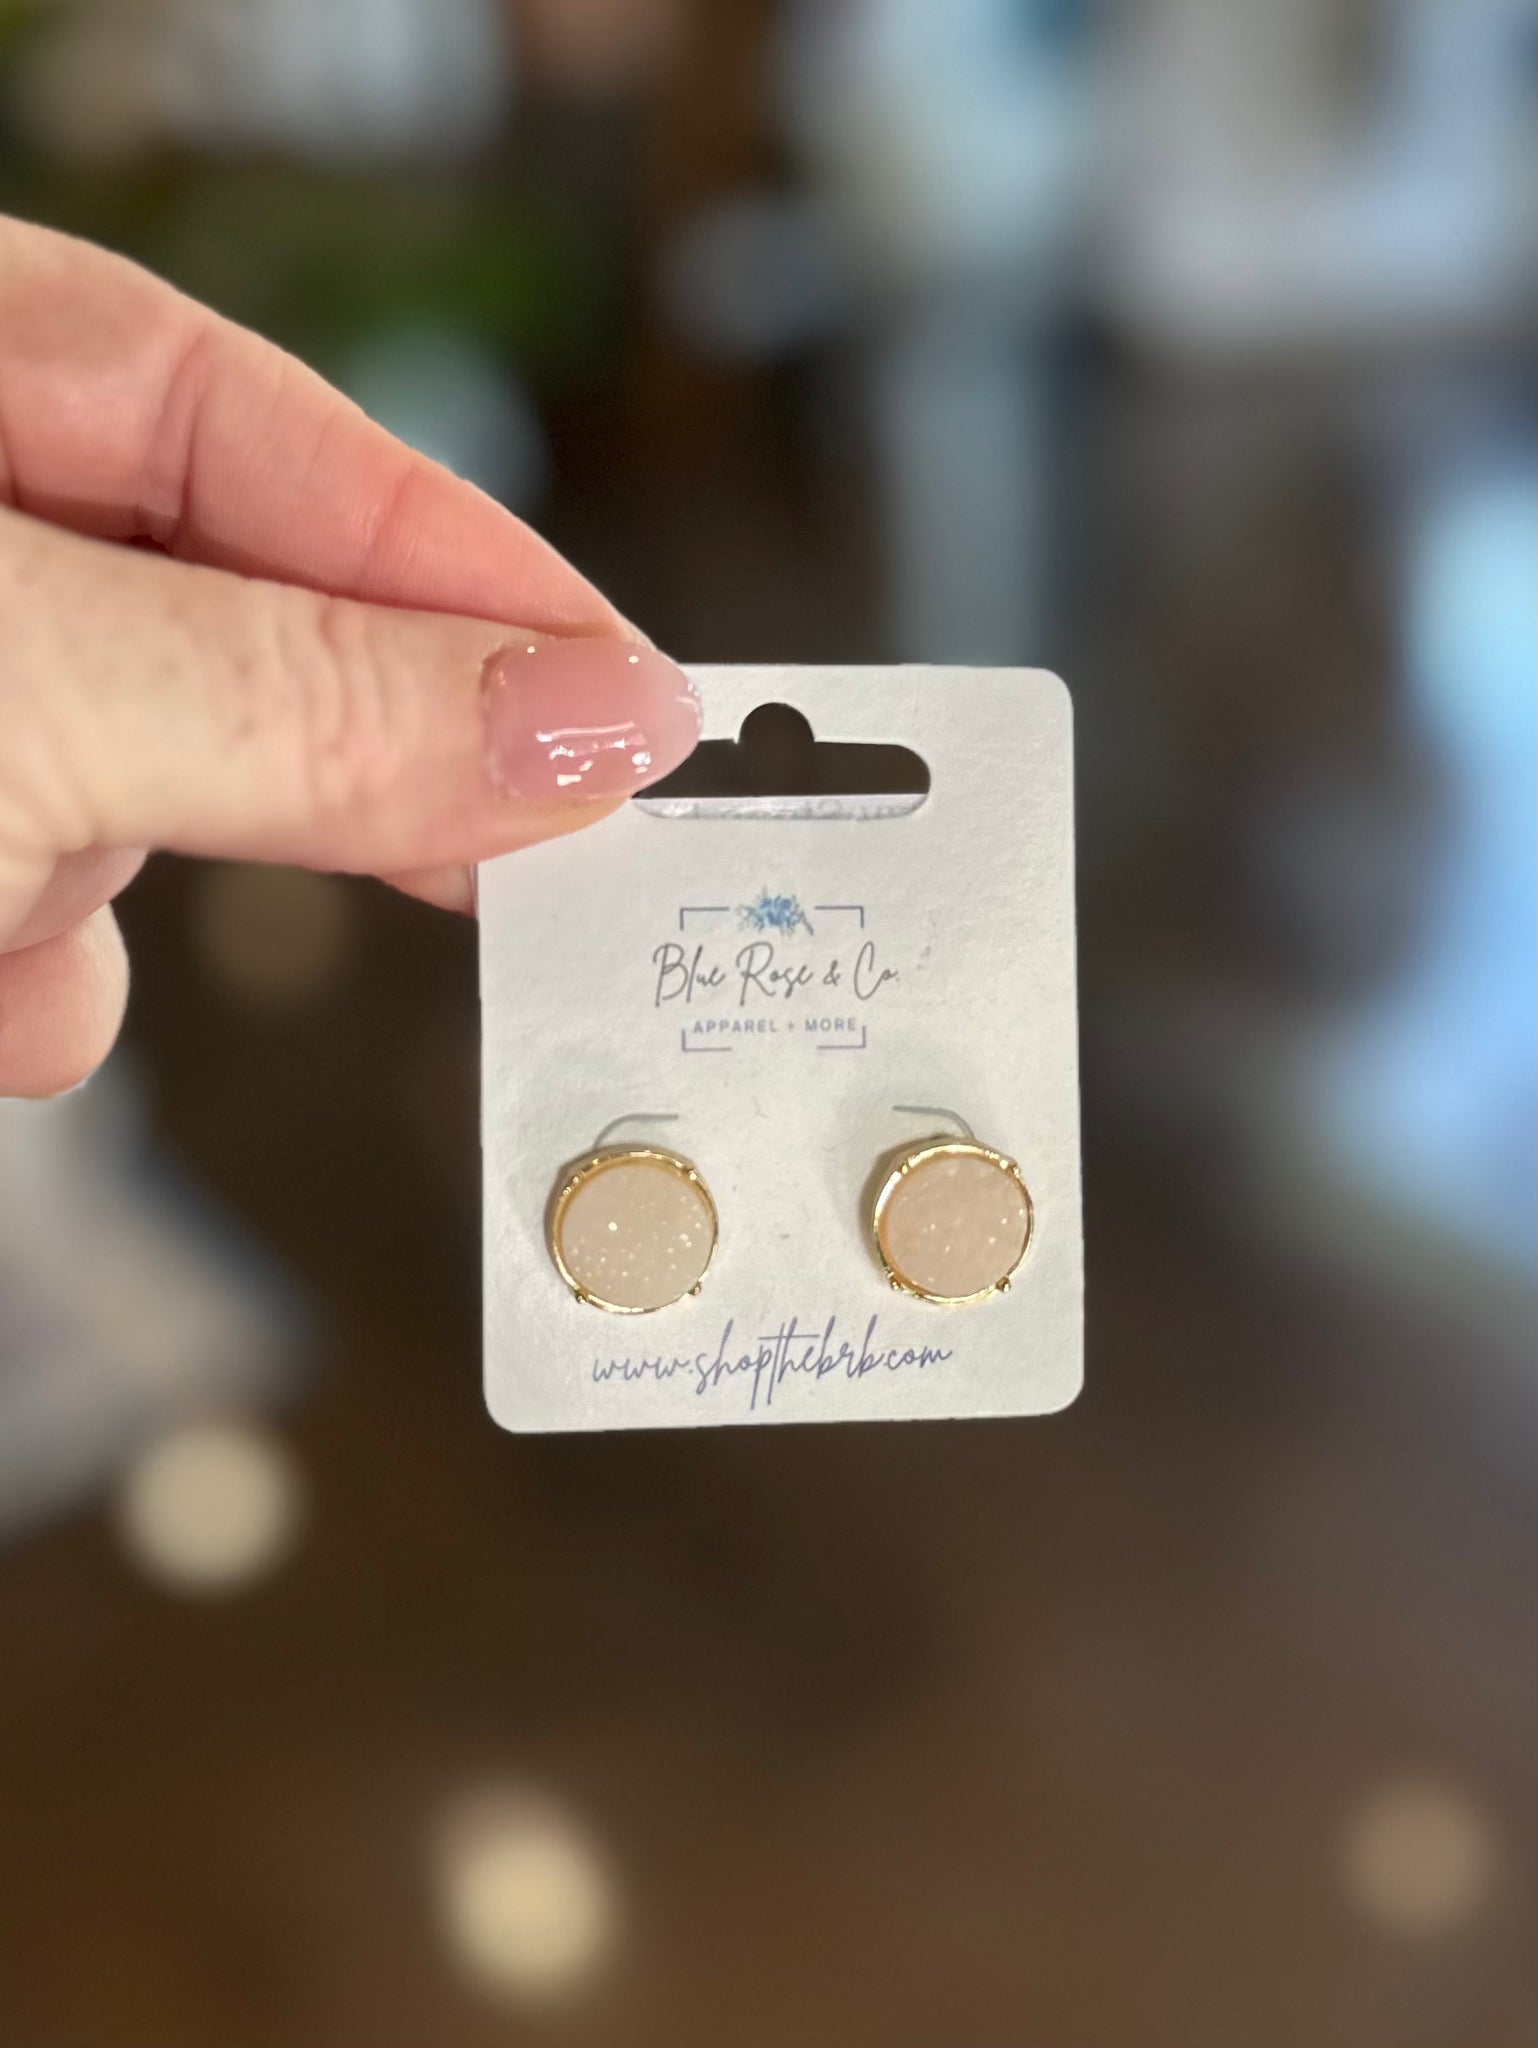 Blue Rose & Co.
APPAREL + MORE
www.shopthebrb.com